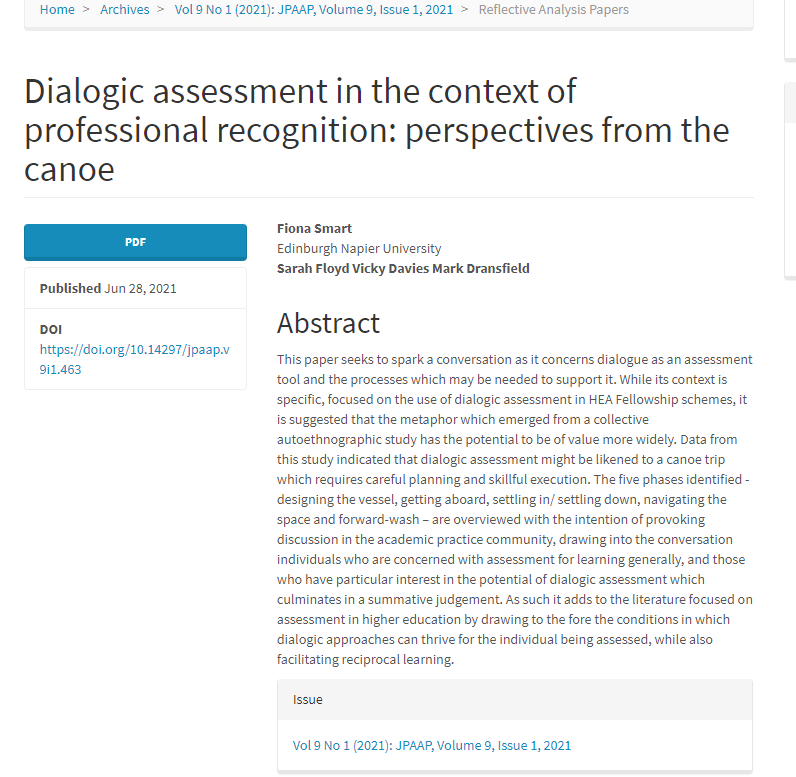 Home > Archives > Vol 9 No 1 (2021): JPAAP, Volume 9, Issue 1, 2021 > Reflective Analysis Papers
Dialogic assessment in the context of
professional recognition: perspectives from the
canoe
PDF
Published Jun 28, 2021
DOI
https://doi.org/10.14297/jpaap.v
9i1.463
Fiona Smart
Edinburgh Napier University
Sarah Floyd Vicky Davies Mark Dransfield
Abstract
This paper seeks to spark a conversation as it concerns dialogue as an assessment
tool and the processes which may be needed to support it. While its context is
specific, focused on the use of dialogic assessment in HEA Fellowship schemes, it
is suggested that the metaphor which emerged from a collective
autoethnographic study has the potential to be of value more widely. Data from
this study indicated that dialogic assessment might be likened to a canoe trip
which requires careful planning and skillful execution. The five phases identified -
designing the vessel, getting aboard, settling in/ settling down, navigating the
space and forward-wash – are overviewed with the intention of provoking
discussion in the academic practice community, drawing into the conversation
individuals who are concerned with assessment for learning generally, and those
who have particular interest in the potential of dialogic assessment which
culminates in a summative judgement. As such it adds to the literature focused on
assessment in higher education by drawing to the fore the conditions in which
dialogic approaches can thrive for the individual being assessed, while also
facilitating reciprocal learning.
Issue
Vol 9 No 1 (2021): JPAAP, Volume 9, Issue 1, 2021